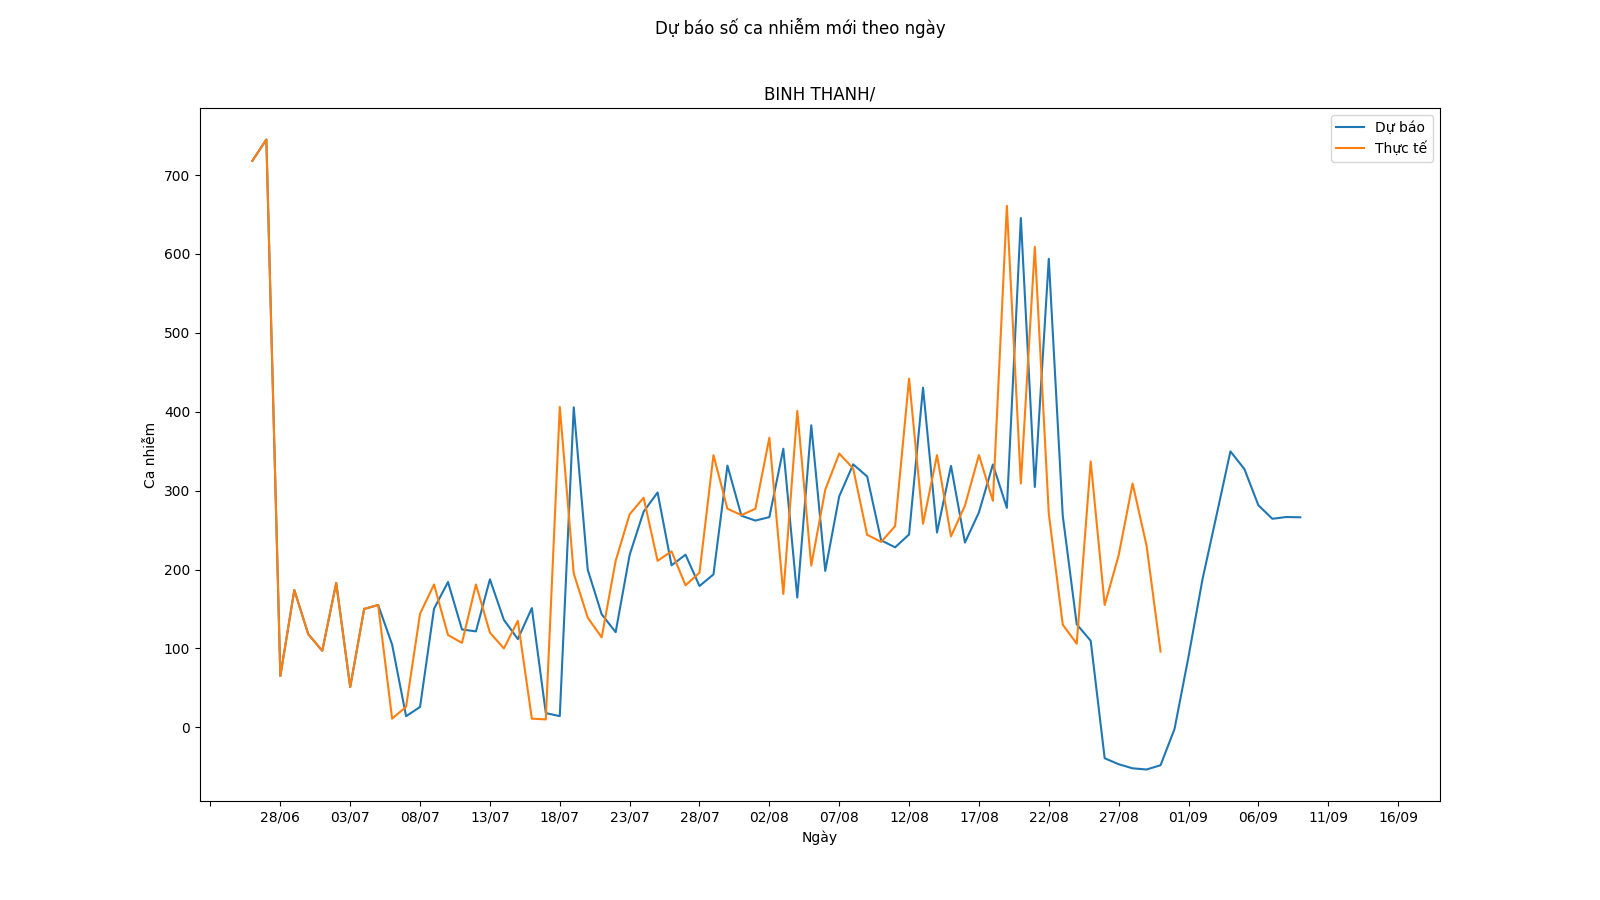 Dự báo số ca nhiễm mới theo ngày
BINH THANH/
Dự báo
Thực tế
700
600
500
400
300
200
100
0
Ca nhiễm
28/06 03/07 08/07 13/07 18/07 23/07 28/07 02/08 07/08 12/08 17/08 22/08 27/08 01/09 06/09 11/09 16/09
Ngày